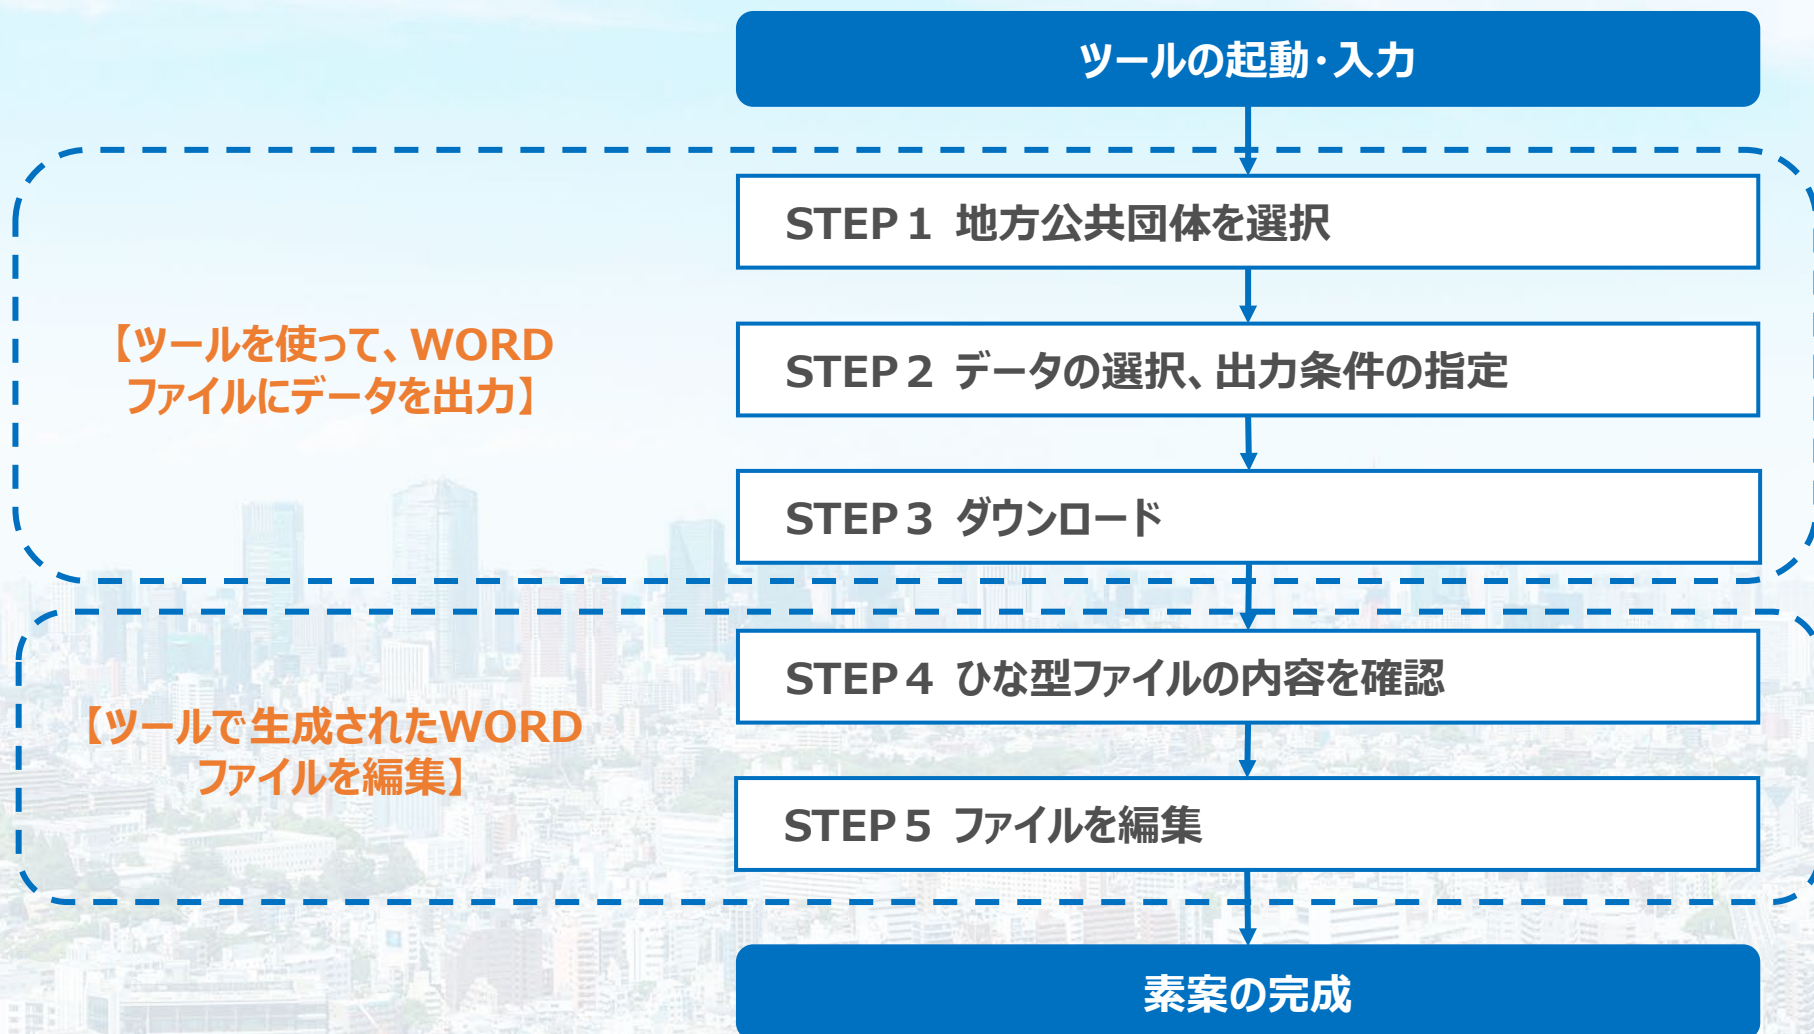 ツールの起動・入力
STEP１ 地方公共団体を選択
【ツールを使って、WORD
ファイルにデータを出力】
STEP２ データの選択、出力条件の指定
STEP３ ダウンロード
STEP４ ひな型ファイルの内容を確認
【ツールで生成されたWORD
ファイルを編集】
STEP５ ファイルを編集
素案の完成